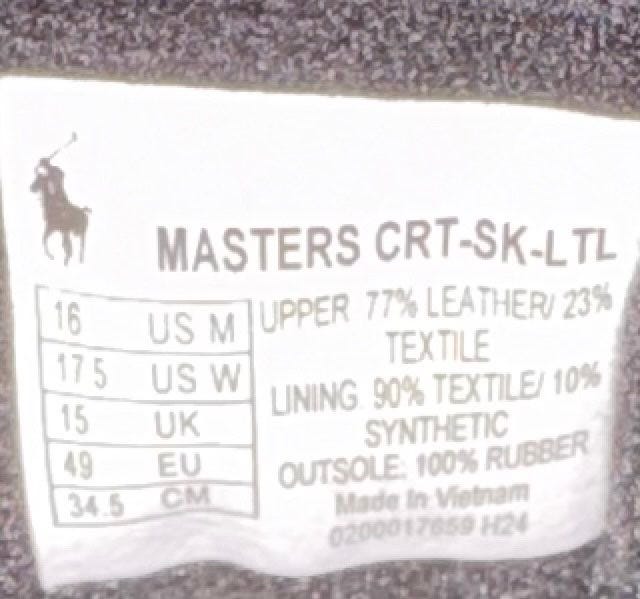 MASTERS CRT-SK-LTL
16 US M
17 5 US W
15 UK
49 EU
34.5 CM
UPPER 77% LEATHER/ 23%
TEXTILE
LINING 90% TEXTILE/ 10%
SYNTHETIC
OUTSOLE: 100% RUBBER
Made In Vietnam
0200017659 H24